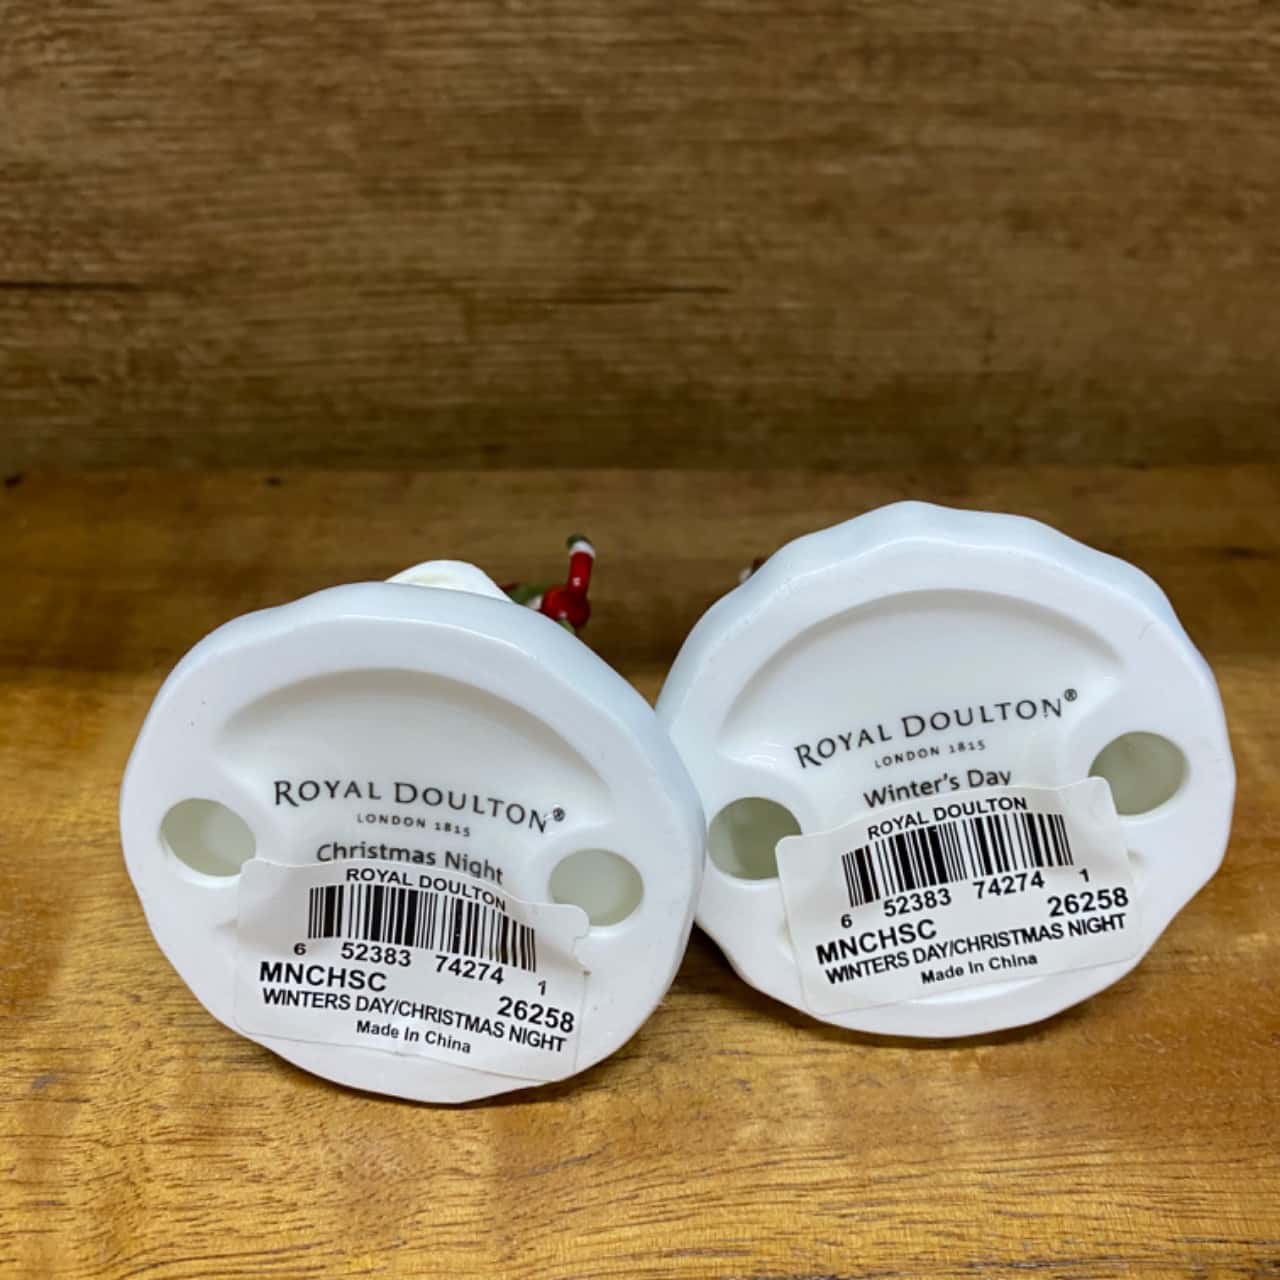 ROYAL DOULTON®
LONDON 1815
Christmas Night
ROYAL DOULTON
6 52383 74274 1
MNCHSC 26258
WINTERS DAY/CHRISTMAS NIGHT
Made In China
ROYAL DOULTON®
LONDON 1815
Winter's Day
ROYAL DOULTON
6 52383 74274 1
MNCHSC 26258
WINTERS DAY/CHRISTMAS NIGHT
Made In China